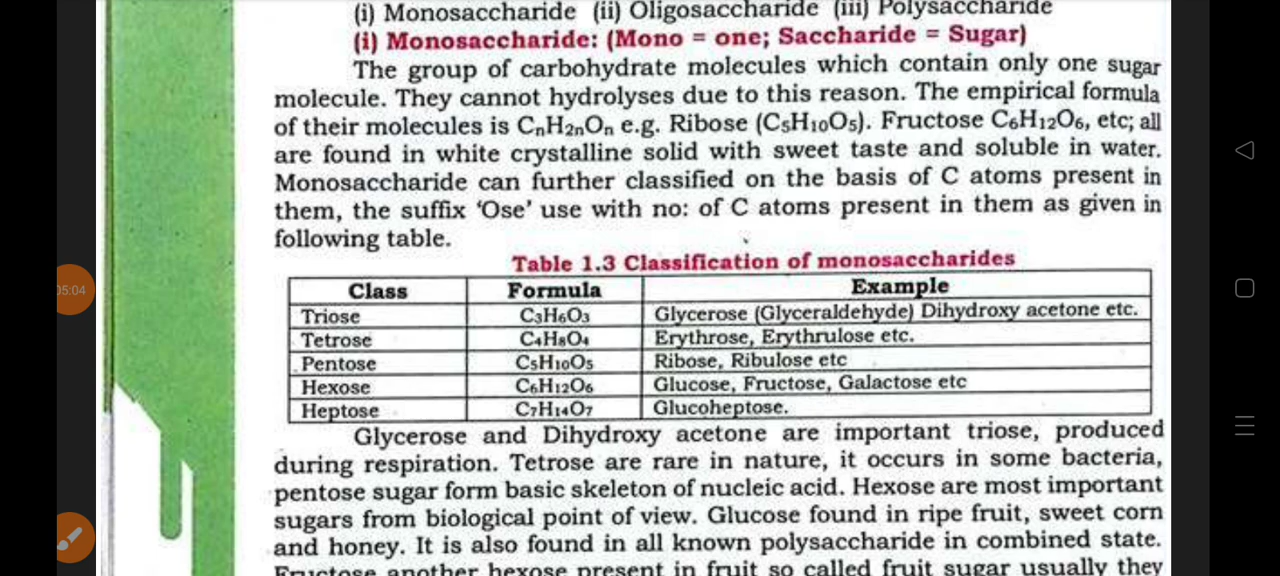 (i) Monosaccharide (ii) Oligosaccharide (iii) Polysaccharide
(i) Monosaccharide: (Mono = one; Saccharide = Sugar)
The group of carbohydrate molecules which contain only one sugar
molecule. They cannot hydrolyses due to this reason. The empirical formula
of their molecules is CₙH₂ₙOₙ e.g. Ribose (C₅H₁₀O₅). Fructose C₆H₁₂O₆, etc; all
are found in white crystalline solid with sweet taste and soluble in water.
Monosaccharide can further classified on the basis of C atoms present in
them, the suffix ‘Ose’ use with no: of C atoms present in them as given in
following table.
Table 1.3 Classification of monosaccharides
Class Formula Example
Triose C₃H₆O₃ Glycerose (Glyceraldehyde) Dihydroxy acetone etc.
Tetrose C₄H₈O₄ Erythrose, Erythrulose etc.
Pentose C₅H₁₀O₅ Ribose, Ribulose etc
Hexose C₆H₁₂O₆ Glucose, Fructose, Galactose etc
Heptose C₇H₁₄O₇ Glucoheptose.
Glycerose and Dihydroxy acetone are important triose, produced
during respiration. Tetrose are rare in nature, it occurs in some bacteria,
pentose sugar form basic skeleton of nucleic acid. Hexose are most important
sugars from biological point of view. Glucose found in ripe fruit, sweet corn
and honey. It is also found in all known polysaccharide in combined state.
Fructose another hexose present in fruit so called fruit sugar usually they
05:04